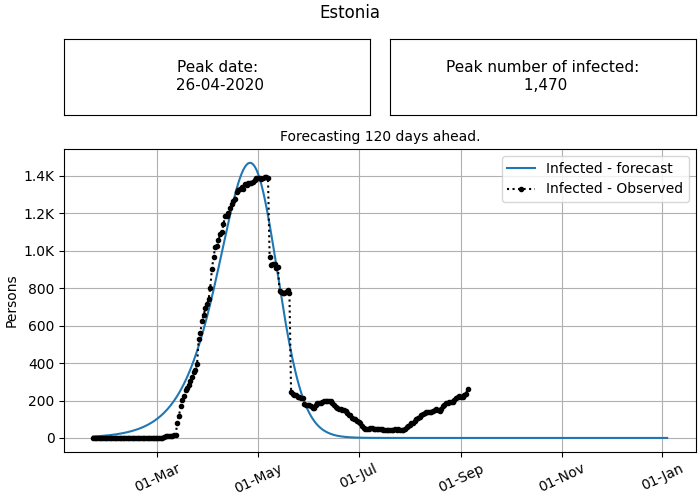 Estonia
Peak date:
26-04-2020
Peak number of infected:
1,470
Forecasting 120 days ahead.
Infected - forecast
Infected - Observed
Persons
1.4K
1.2K
1.0K
800
600
400
200
0
01-Mar
01-May
01-Jul
01-Sep
01-Nov
01-Jan